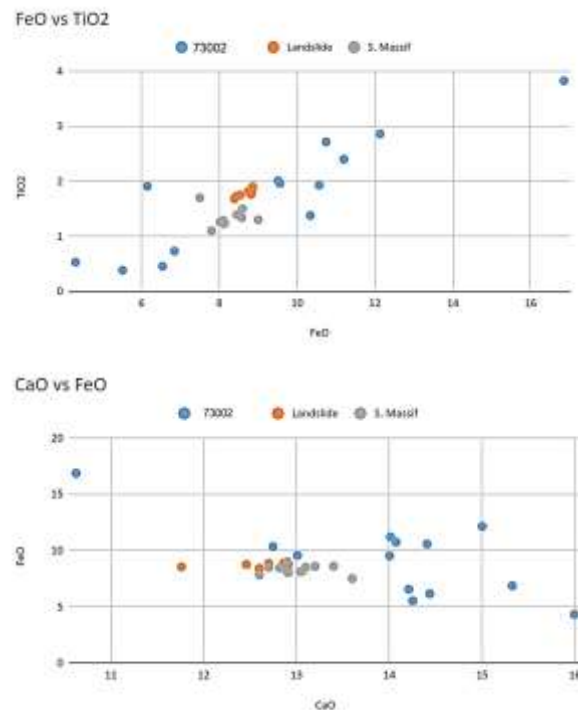 FeO vs TiO2
73002 Landslide S. Massif
4
3
2
1
0
TiO2
6 8 10 12 14 16
FeO
CaO vs FeO
73002 Landslide S. Massif
20
15
10
5
0
FeO
11 12 13 14 15 16
CaO